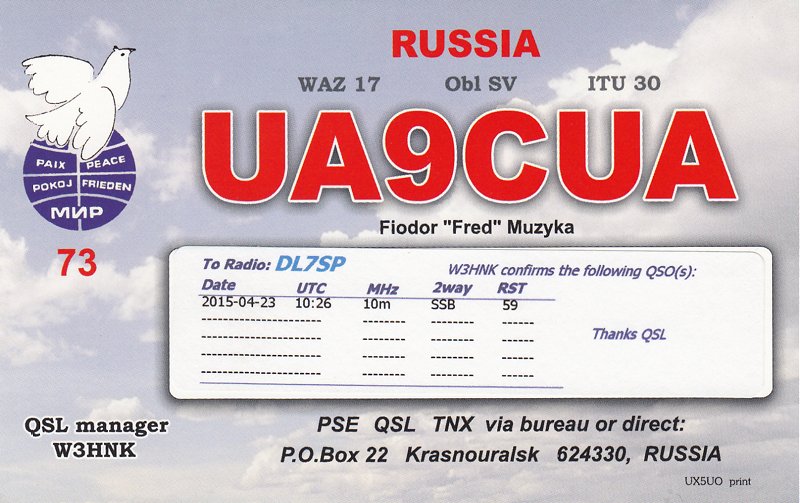 RUSSIA
WAZ 17 Obl SV ITU 30
UA9CUA
Fiodor "Fred" Muzyka
PAIX PEACE
POKOJ FRIEDEN
МИР
73
To Radio: DL7SP W3HNK confirms the following QSO(s):
Date UTC MHz 2way RST
2015-04-23 10:26 10m SSB 59
Thanks QSL
QSL manager
W3HNK
PSE QSL TNX via bureau or direct:
P.O.Box 22 Krasnouralsk 624330, RUSSIA
UX5UO print